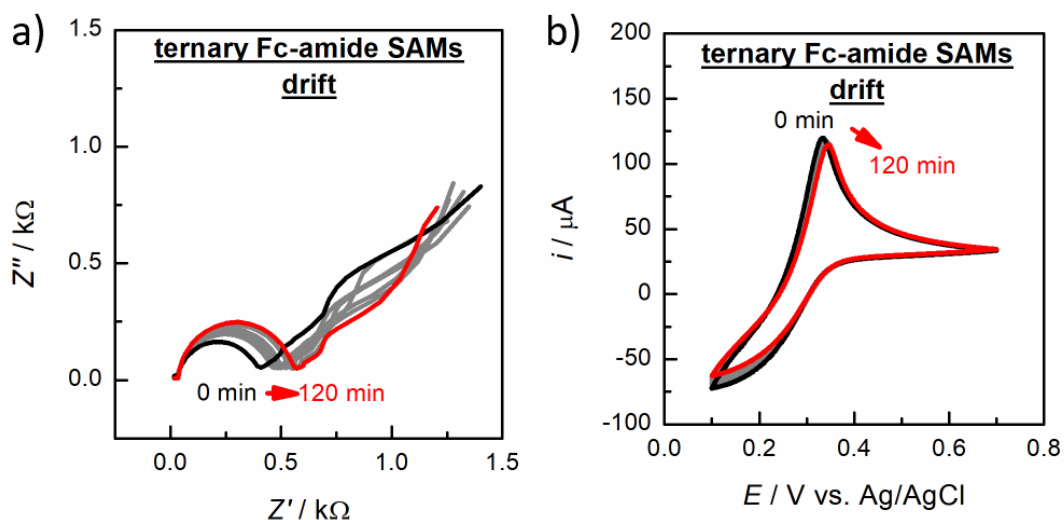 a)
ternary Fc-amide SAMs
drift
1.5
1.0
0.5
0.0
Z" / kΩ
0 min
120 min
0.0 0.5 1.0 1.5
Z' / kΩ
b)
ternary Fc-amide SAMs
drift
200
150
100
50
0
-50
-100
i / μA
0 min
120 min
0.0 0.2 0.4 0.6 0.8
E / V vs. Ag/AgCl